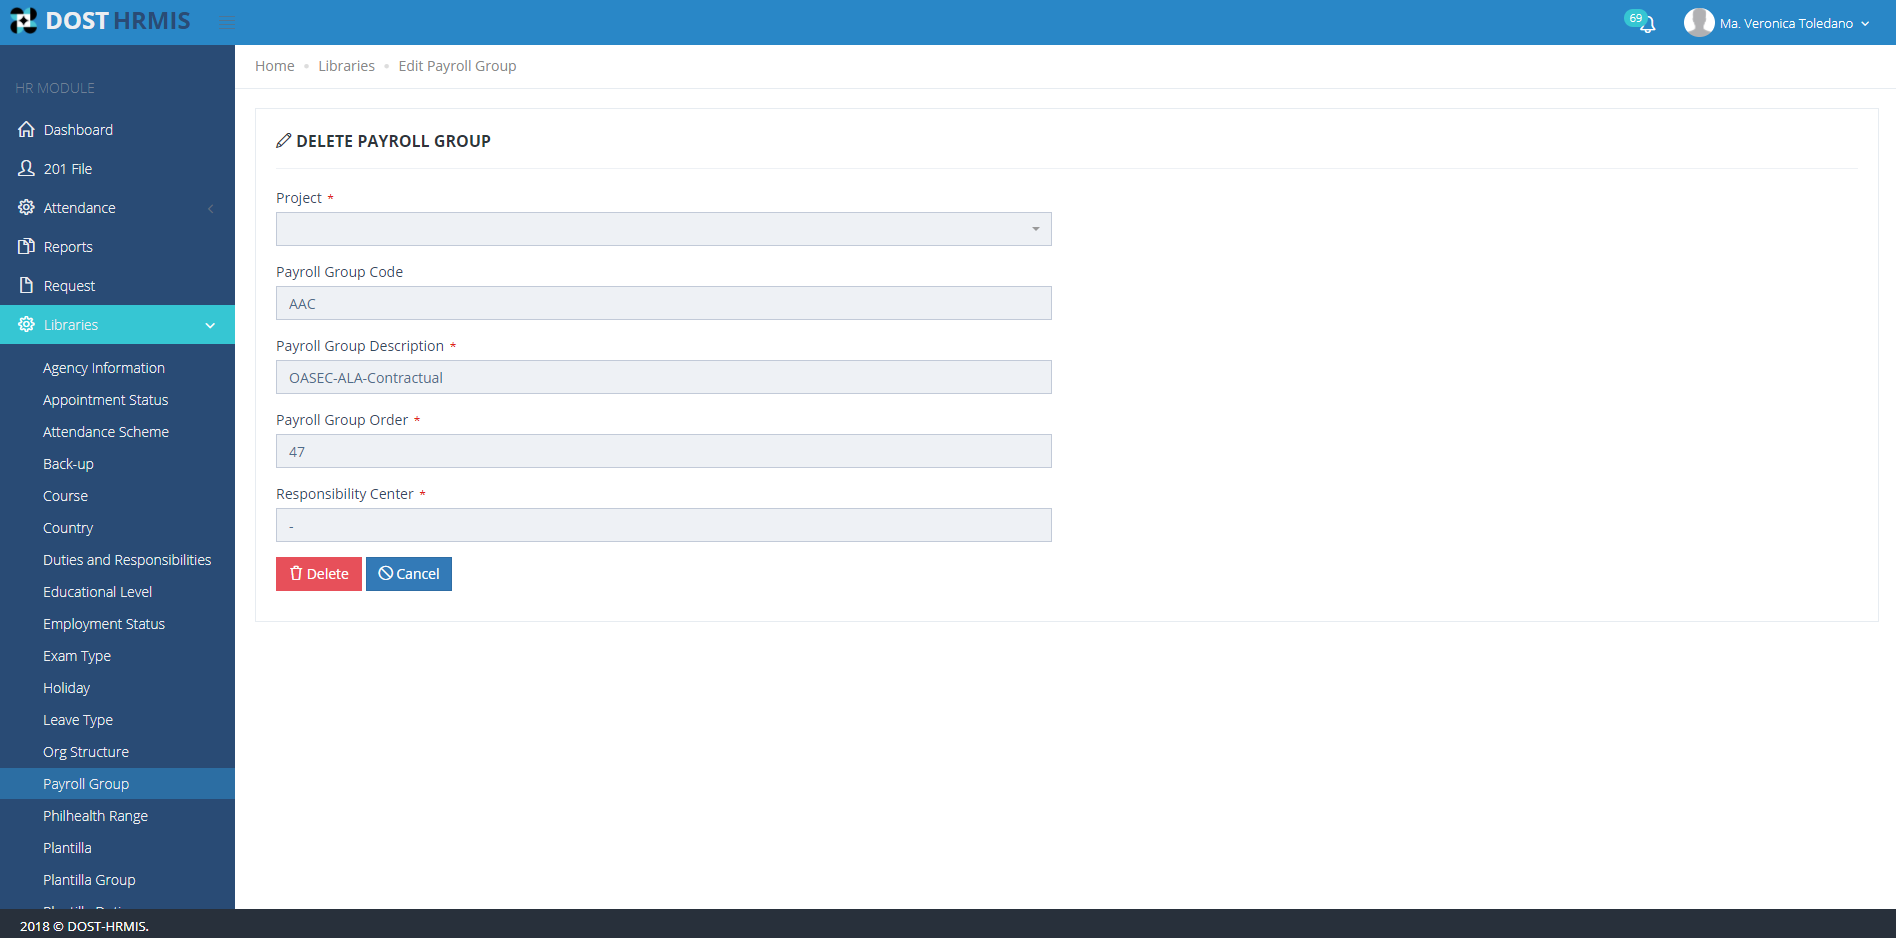 DOST HRMIS
69
Ma. Veronica Toledano
Home • Libraries • Edit Payroll Group
HR MODULE
Dashboard
201 File
Attendance
Reports
Request
Libraries
Agency Information
Appointment Status
Attendance Scheme
Back-up
Course
Country
Duties and Responsibilities
Educational Level
Employment Status
Exam Type
Holiday
Leave Type
Org Structure
Payroll Group
Philhealth Range
Plantilla
Plantilla Group
DELETE PAYROLL GROUP
Project *
Payroll Group Code
AAC
Payroll Group Description *
OASEC-ALA-Contractual
Payroll Group Order *
47
Responsibility Center *
-
Delete Cancel
2018 © DOST-HRMIS.